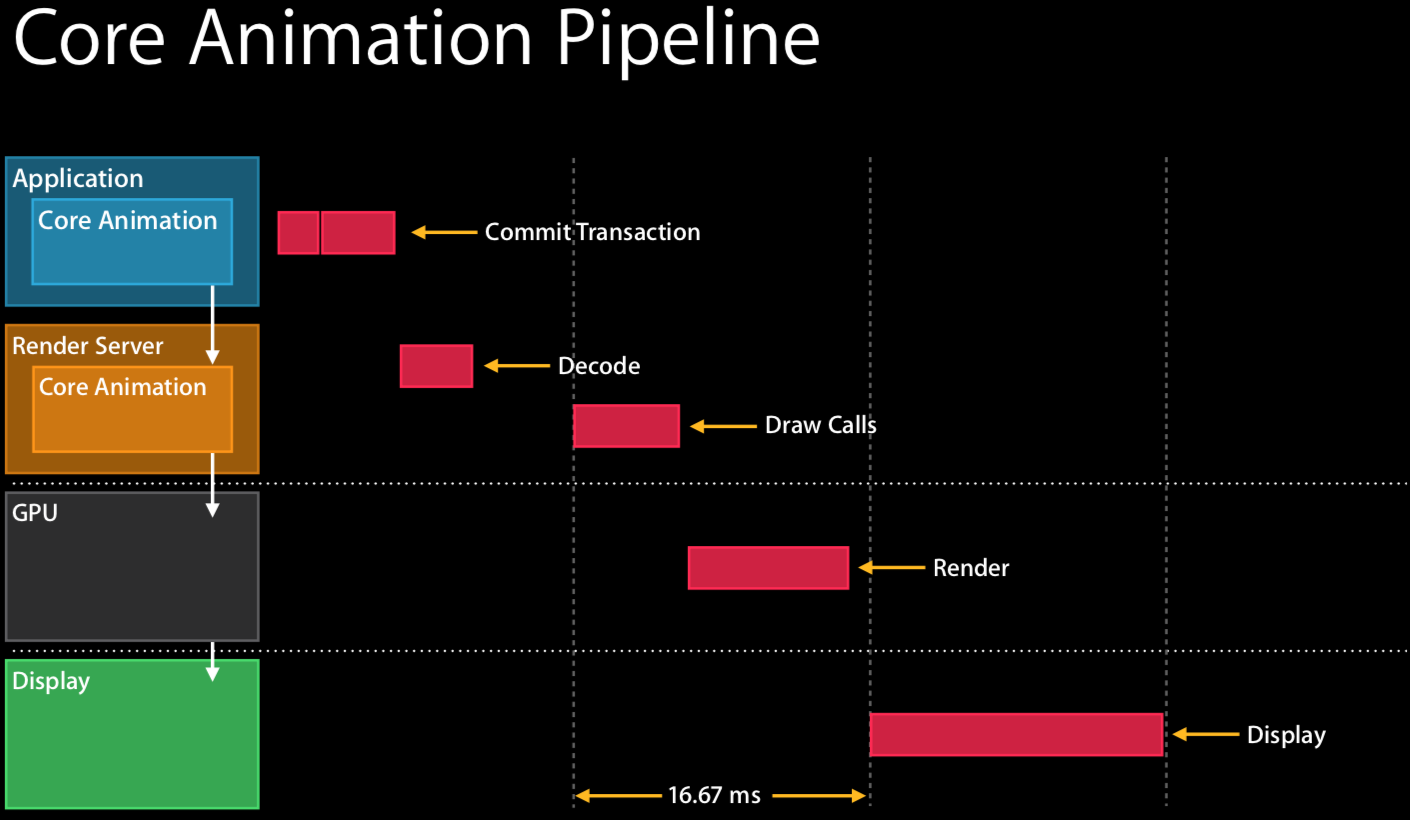 Core Animation Pipeline
Application
Core Animation
Commit Transaction
Render Server
Core Animation
Decode
Draw Calls
GPU
Render
Display
Display
16.67 ms